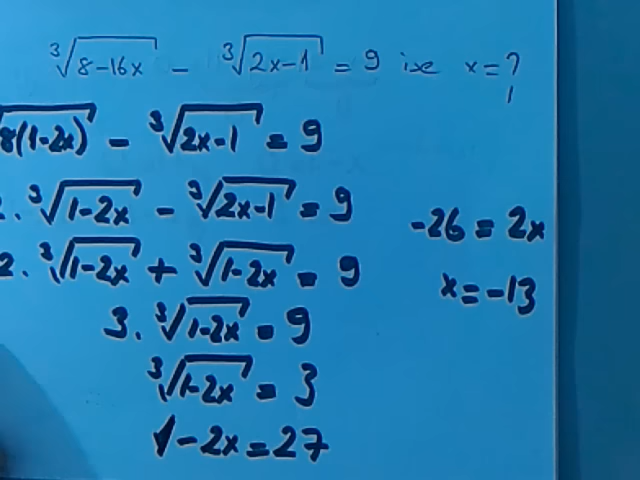 ∛(8-16x) - ∛(2x-1) = 9 ise x=?
8(1-2x) - ∛(2x-1) = 9
2. ∛(1-2x) - ∛(2x-1) = 9
2. ∛(1-2x) + ∛(1-2x) = 9
3. ∛(1-2x) = 9
∛(1-2x) = 3
1-2x=27
-26 = 2x
x=-13